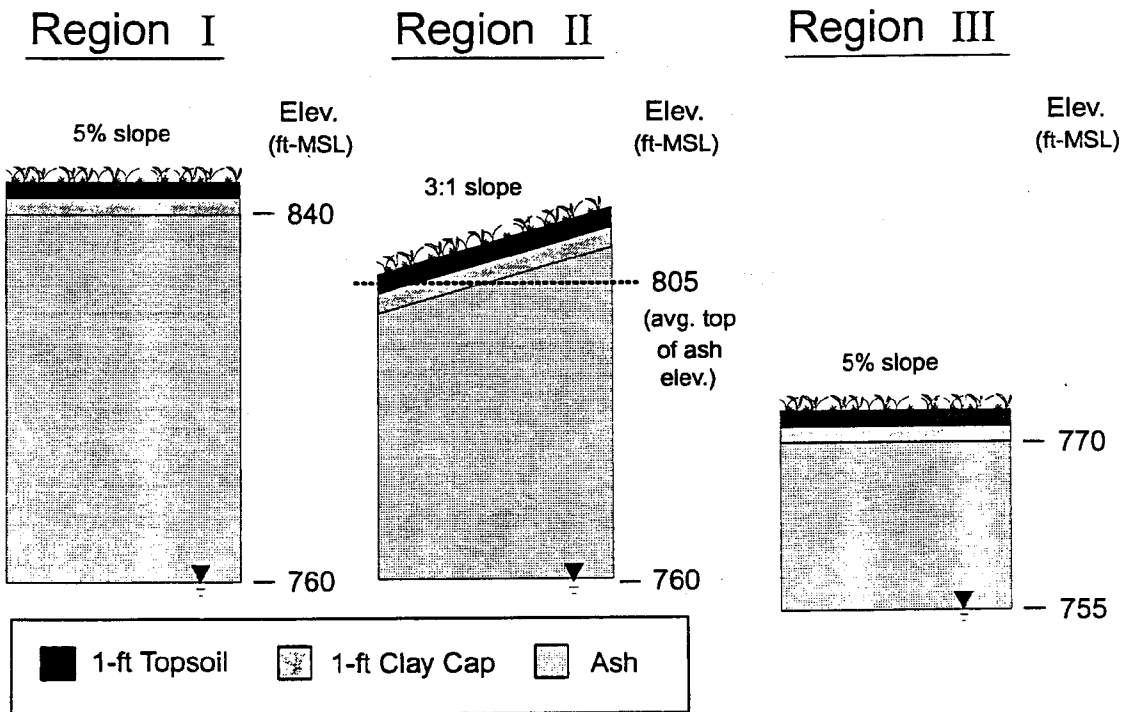 Region I
5% slope
Elev.
(ft-MSL)
840
760
Region II
3:1 slope
Elev.
(ft-MSL)
805
(avg. top
of ash
elev.)
760
Region III
5% slope
Elev.
(ft-MSL)
770
755
1-ft Topsoil
1-ft Clay Cap
Ash